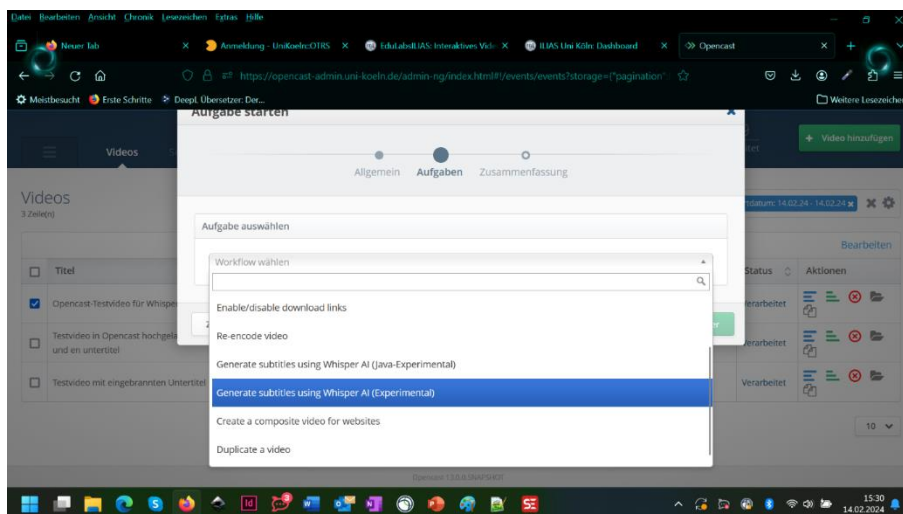 Datei Bearbeiten Ansicht Chronik Lesezeichen Extras Hilfe
Neuer Tab
Anmeldung - UniKoeln:OTRS
EduLabsILIAS: Interaktives Vide
ILIAS Uni Köln: Dashboard
Opencast
https://opencast-admin.uni-koeln.de/admin-ng/index.html#!/events/events?storage={"pagination"
Meistbesucht Erste Schritte DeepL Übersetzer: Der... Weitere Lesezeichen
Aufgabe starten
Videos
Video hinzufügen
Allgemein Aufgaben Zusammenfassung
Videos
3 Zeile(n)
14.02.24 - 14.02.24
Aufgabe auswählen
Bearbeiten
Workflow wählen
Titel
Status Aktionen
Opencast-Testvideo für Whisper
Verarbeitet
Enable/disable download links
Re-encode video
Testvideo in Opencast hochgela
und en untertitel
Verarbeitet
Generate subtitles using Whisper AI (Java-Experimental)
Testvideo mit eingebrannten Untertitel
Verarbeitet
Generate subtitles using Whisper AI (Experimental)
Create a composite video for websites
10
Duplicate a video
15:30
14.02.2024